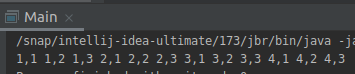 Main
/snap/intellij-idea-ultimate/173/jbr/bin/java -ja
1,1 1,2 1,3 2,1 2,2 2,3 3,1 3,2 3,3 4,1 4,2 4,3